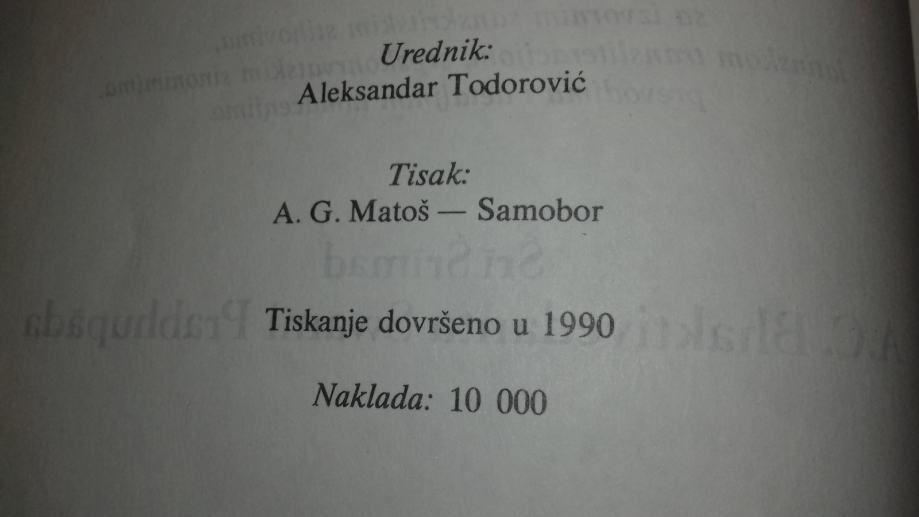 Urednik:
Aleksandar Todorović
Tisak:
A. G. Matoš — Samobor
Tiskanje dovršeno u 1990
Naklada: 10 000